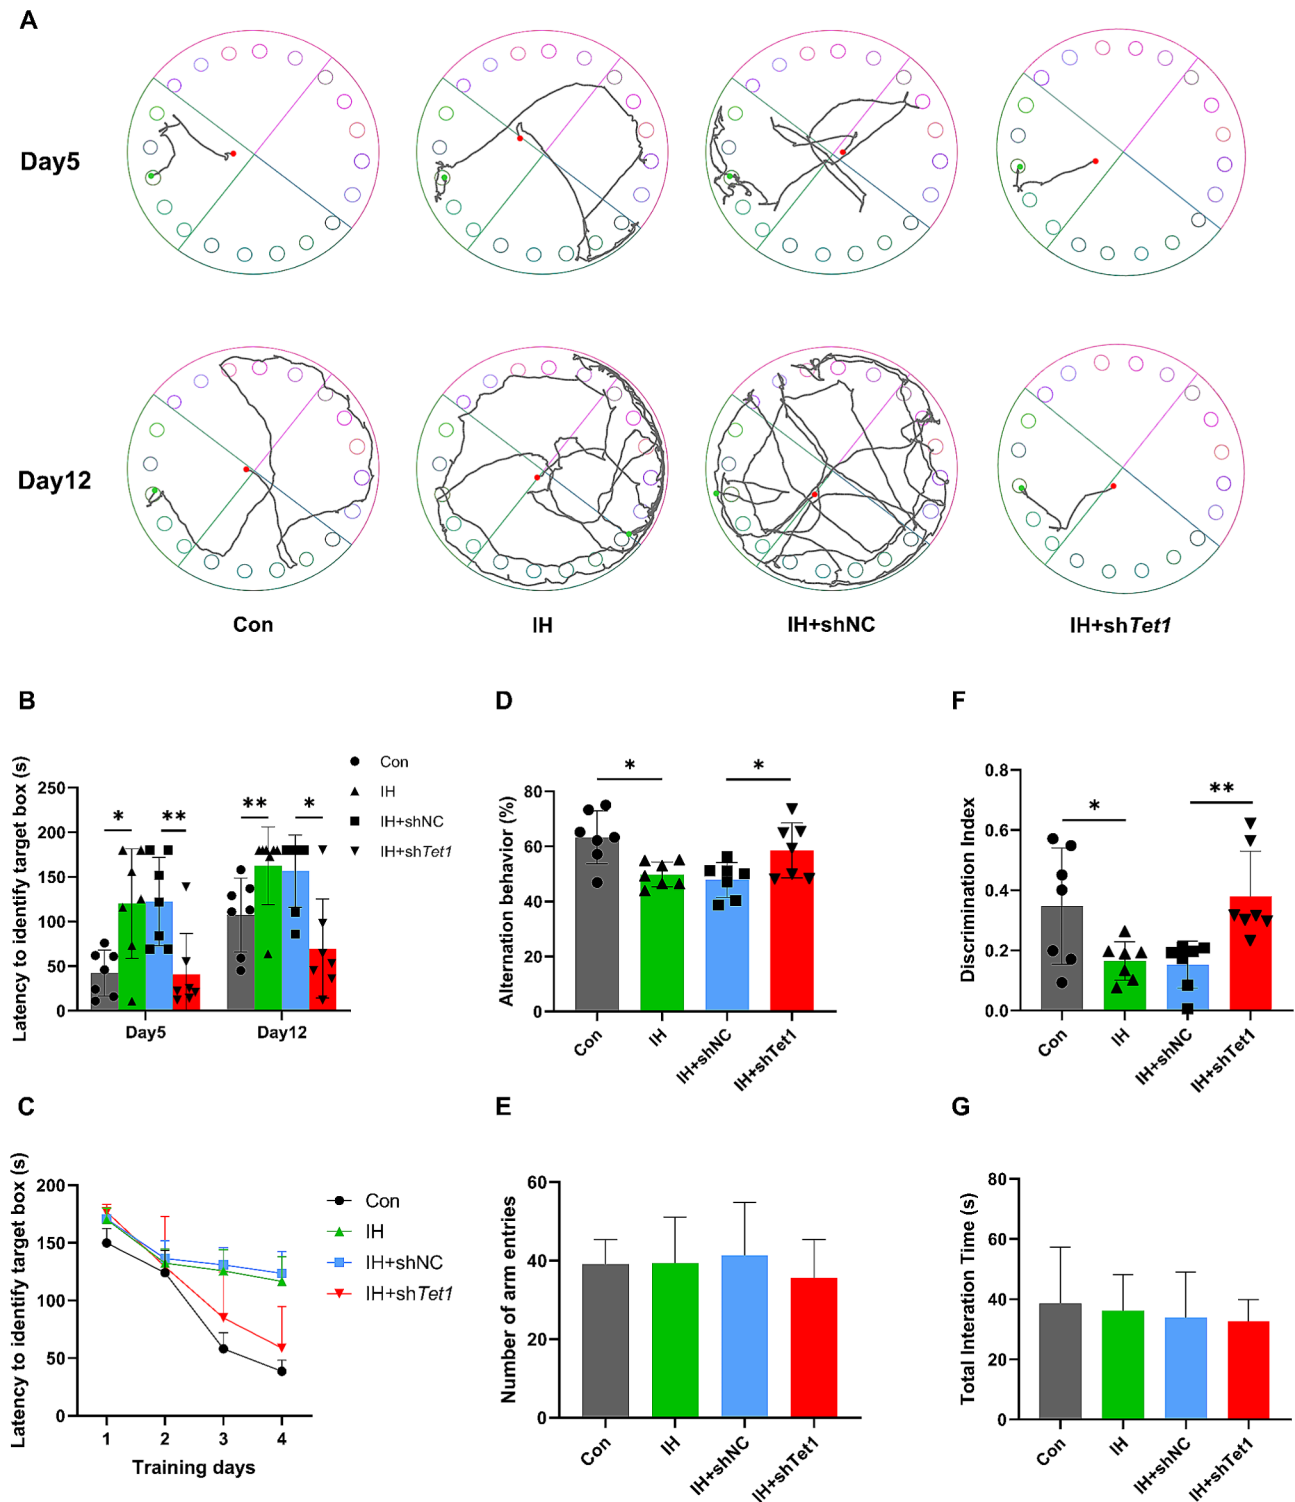 A
Day5
Day12
Con
IH
IH+shNC
IH+shTet1
B
Latency to identify target box (s)
250
200
150
100
50
0
*
**
**
*
Day5
Day12
Con
IH
IH+shNC
IH+shTet1
D
Alternation behavior (%)
80
60
40
20
0
*
*
Con
IH
IH+shNC
IH+shTet1
F
Discrimination Index
0.8
0.6
0.4
0.2
0.0
*
**
Con
IH
IH+shNC
IH+shTet1
C
Latency to identify target box (s)
200
150
100
50
0
1
2
3
4
Training days
Con
IH
IH+shNC
IH+shTet1
E
Number of arm entries
60
40
20
0
Con
IH
IH+shNC
IH+shTet1
G
Total Interation Time (s)
80
60
40
20
0
Con
IH
IH+shNC
IH+shTet1